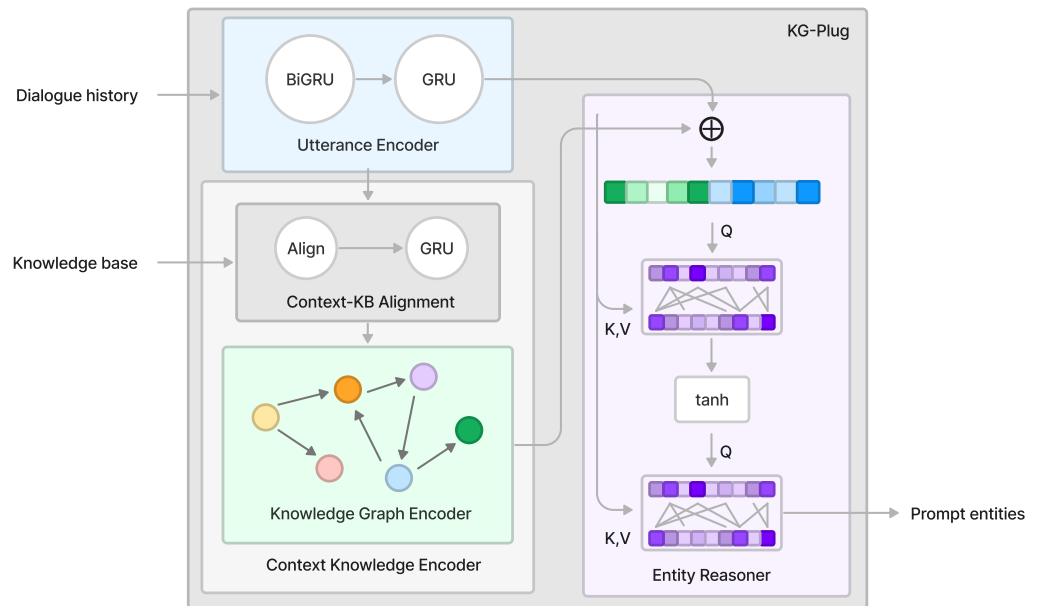 KG-Plug
Dialogue history
BiGRU
GRU
Utterance Encoder
Knowledge base
Align
GRU
Context-KB Alignment
Knowledge Graph Encoder
Context Knowledge Encoder
Q
K,V
tanh
Q
K,V
Entity Reasoner
Prompt entities